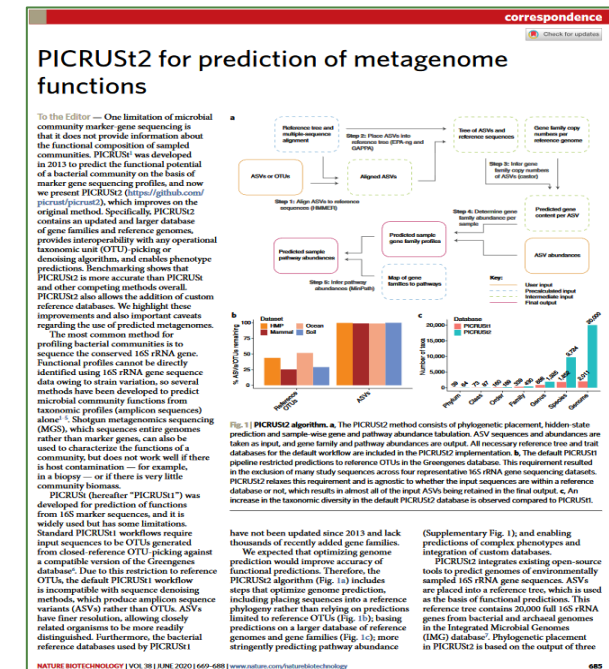 correspondence
Check for updates
PICRUSt2 for prediction of metagenome
functions
To the Editor — One limitation of microbial
community marker-gene sequencing is
that it does not provide information about
the functional composition of sampled
communities. PICRUSt¹ was developed
in 2013 to predict the functional potential
of a bacterial community on the basis of
marker gene sequencing profiles, and now
we present PICRUSt2 (https://github.com/
picrust/picrust2), which improves on the
original method. Specifically, PICRUSt2
contains an updated and larger database
of gene families and reference genomes,
provides interoperability with any operational
taxonomic unit (OTU)-picking or
denoising algorithm, and enables phenotype
predictions. Benchmarking shows that
PICRUSt2 is more accurate than PICRUSt
and other competing methods overall.
PICRUSt2 also allows the addition of custom
reference databases. We highlight these
improvements and also important caveats
regarding the use of predicted metagenomes.
The most common method for
profiling bacterial communities is to
sequence the conserved 16S rRNA gene.
Functional profiles cannot be directly
identified using 16S rRNA gene sequence
data owing to strain variation, so several
methods have been developed to predict
microbial community functions from
taxonomic profiles (amplicon sequences)
alone¹⁻⁵. Shotgun metagenomics sequencing
(MGS), which sequences entire genomes
rather than marker genes, can also be
used to characterize the functions of a
community, but does not work well if there
is host contamination — for example,
in a biopsy — or if there is very little
community biomass.
PICRUSt (hereafter "PICRUSt1") was
developed for prediction of functions
from 16S marker sequences, and it is
widely used but has some limitations.
Standard PICRUSt1 workflows require
input sequences to be OTUs generated
from closed-reference OTU-picking against
a compatible version of the Greengenes
database⁶. Due to this restriction to reference
OTUs, the default PICRUSt1 workflow
is incompatible with sequence denoising
methods, which produce amplicon sequence
variants (ASVs) rather than OTUs. ASVs
have finer resolution, allowing closely
related organisms to be more readily
distinguished. Furthermore, the bacterial
reference databases used by PICRUSt1
a
Reference tree and
multiple-sequence
alignment
Step 2: Place ASVs into
reference tree (EPA-ng and
GAPPA)
Tree of ASVs and
reference sequences
Gene family copy
numbers per
reference genome
ASVs or OTUs
Aligned ASVs
Step 3: Infer gene
family copy numbers
of ASVs (castor)
Step 1: Align ASVs to reference
sequences (HMMER)
Step 4: Determine gene
family abundance per
sample
Predicted gene
content per ASV
Predicted sample
gene family profiles
Predicted sample
pathway abundances
ASV abundances
Step 5: Infer pathway
abundances (MinPath)
Map of gene
families to pathways
Key:
User input
Precalculated input
Intermediate input
Final output
b
Dataset
HMP
Ocean
Mammal
Soil
% ASVs/OTUs remaining
100
75
50
25
0
Reference
OTUs
ASVs
c
Database
PICRUSt1
PICRUSt2
Number of taxa
20,000
15,000
10,000
5,000
0
39
64
73
160
20,000
Phylum
Class
Order
Family
Genus
Species
Genome
Fig. 1 | PICRUSt2 algorithm. a, The PICRUSt2 method consists of phylogenetic placement, hidden-state
prediction and sample-wise gene and pathway abundance tabulation. ASV sequences and abundances are
taken as input, and gene family and pathway abundances are output. All necessary reference tree and trait
databases for the default workflow are included in the PICRUSt2 implementation. b, The default PICRUSt1
pipeline restricted predictions to reference OTUs in the Greengenes database. This requirement resulted
in the exclusion of many study sequences across four representative 16S rRNA gene sequencing datasets.
PICRUSt2 relaxes this requirement and is agnostic to whether the input sequences are within a reference
database or not, which results in almost all of the input ASVs being retained in the final output. c, An
increase in the taxonomic diversity in the default PICRUSt2 database is observed compared to PICRUSt1.
have not been updated since 2013 and lack
thousands of recently added gene families.
We expected that optimizing genome
prediction would improve accuracy of
functional predictions. Therefore, the
PICRUSt2 algorithm (Fig. 1a) includes
steps that optimize genome prediction,
including placing sequences into a reference
phylogeny rather than relying on predictions
limited to reference OTUs (Fig. 1b); basing
predictions on a larger database of reference
genomes and gene families (Fig. 1c); more
stringently predicting pathway abundance
(Supplementary Fig. 1); and enabling
predictions of complex phenotypes and
integration of custom databases.
PICRUSt2 integrates existing open-source
tools to predict genomes of environmentally
sampled 16S rRNA gene sequences. ASVs
are placed into a reference tree, which is used
as the basis of functional predictions. This
reference tree contains 20,000 full 16S rRNA
genes from bacterial and archaeal genomes
in the Integrated Microbial Genomes
(IMG) database⁷. Phylogenetic placement
in PICRUSt2 is based on the output of three
NATURE BIOTECHNOLOGY | VOL 38 | JUNE 2020 | 669–688 | www.nature.com/naturebiotechnology
685